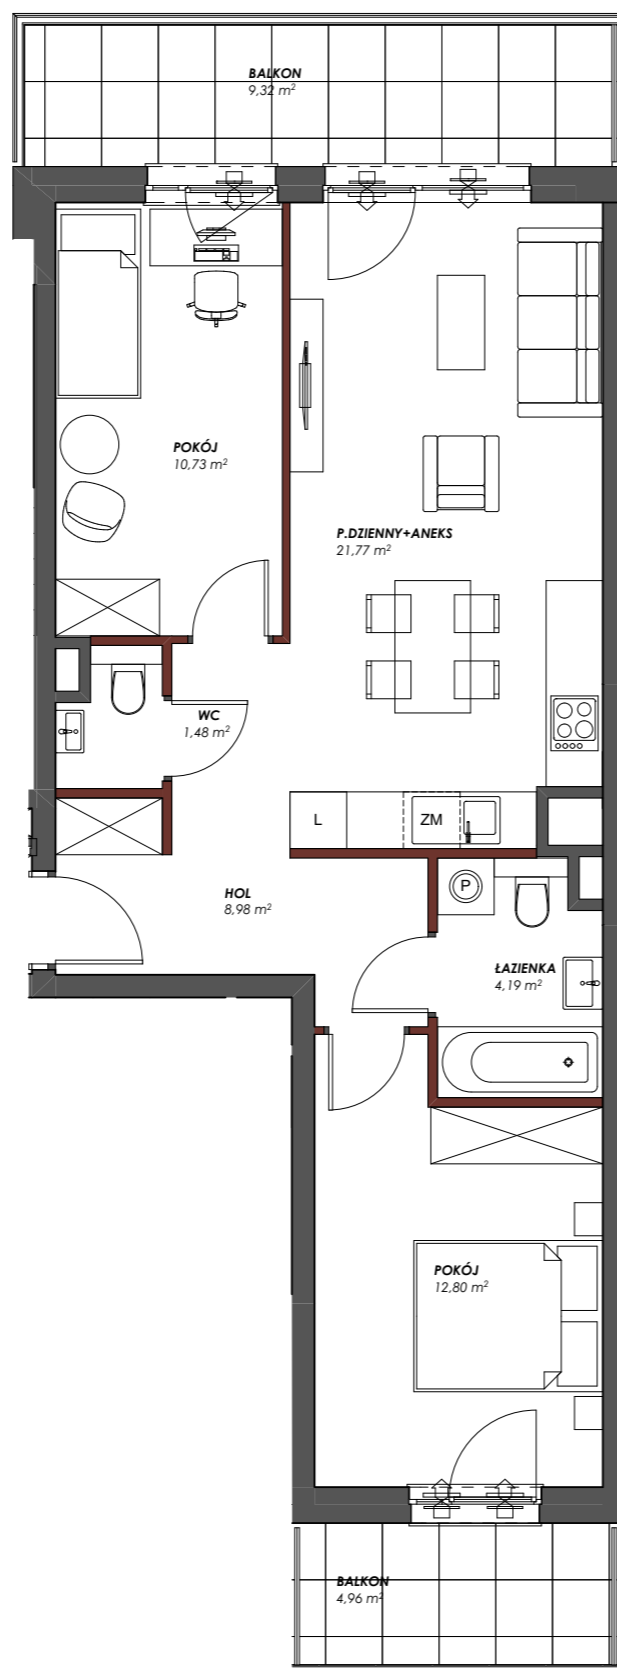 BALKON
9,32 m²
POKÓJ
10,73 m²
P.DZIENNY+ANEKS
21,77 m²
WC
1,48 m²
L
ZM
HOL
8,98 m²
P
ŁAZIENKA
4,19 m²
POKÓJ
12,80 m²
BALKON
4,96 m²